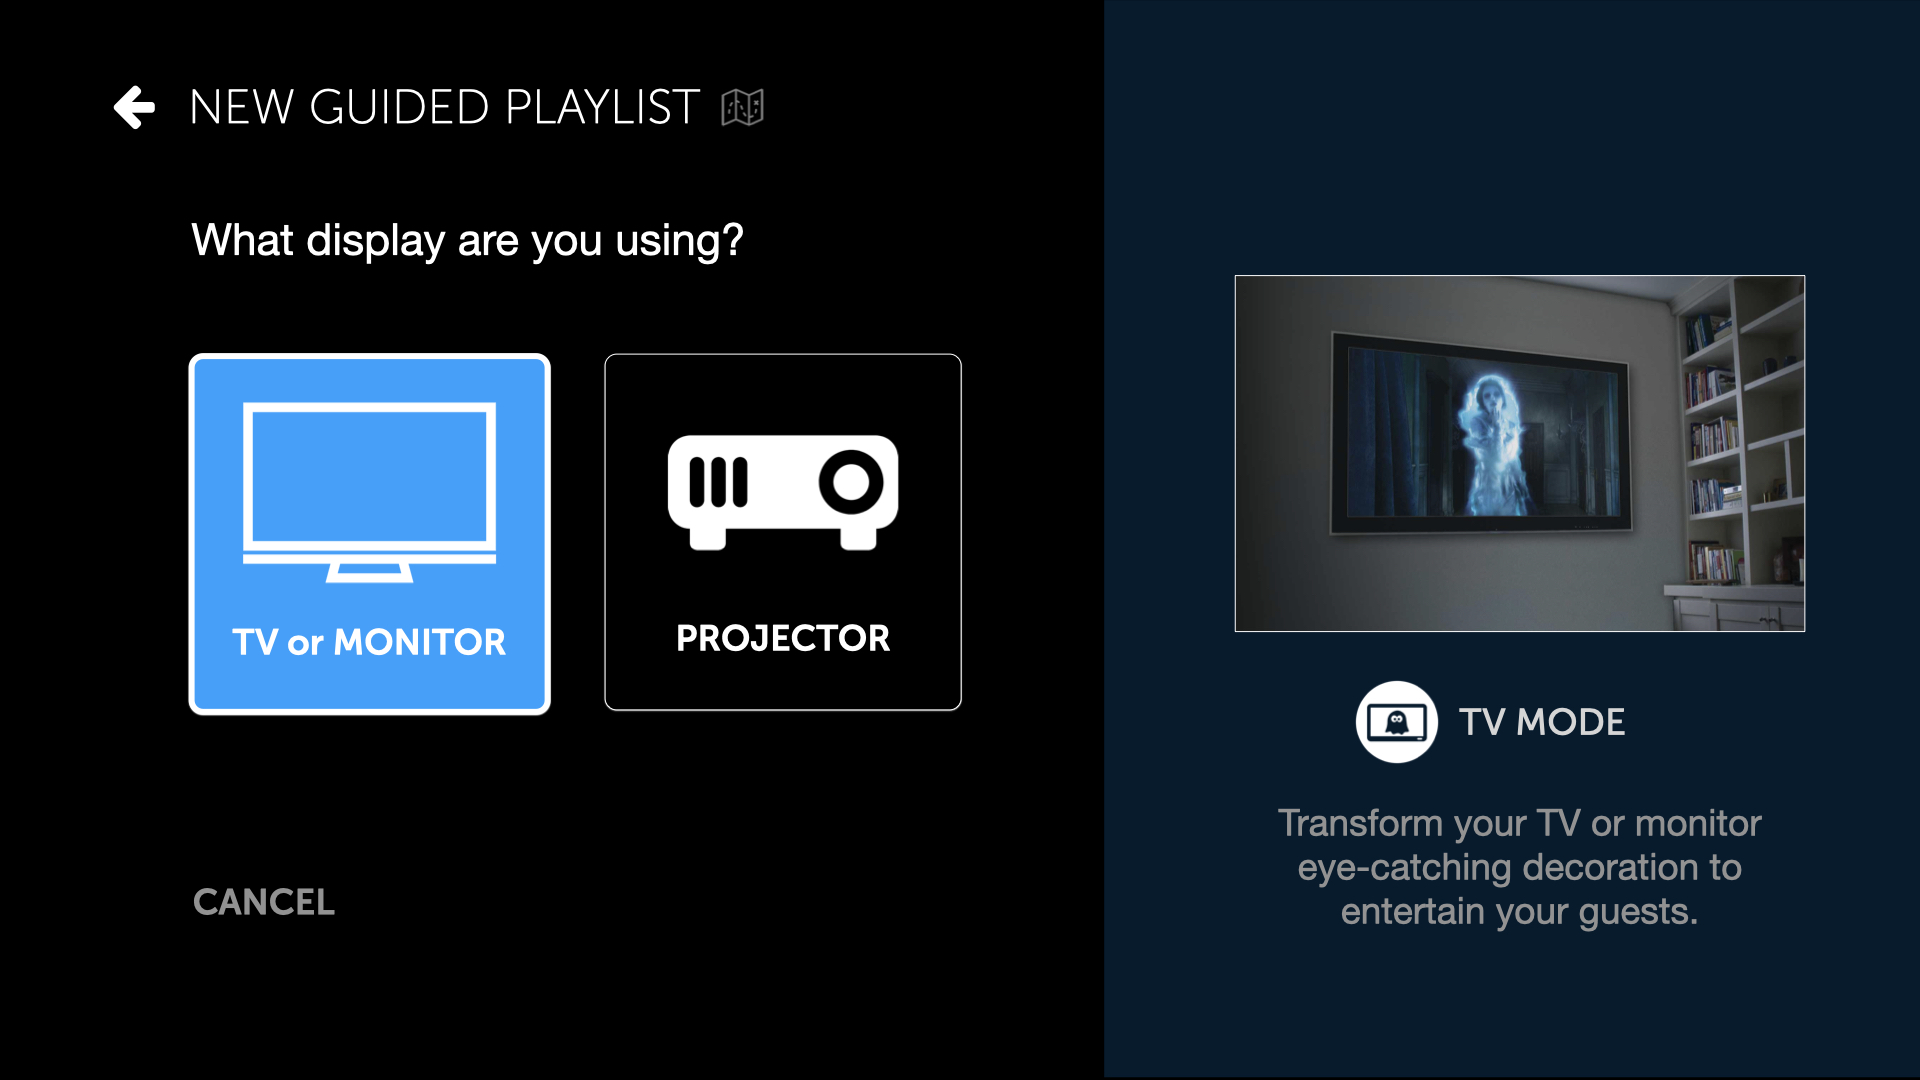 NEW GUIDED PLAYLIST
What display are you using?
TV or MONITOR
PROJECTOR
CANCEL
TV MODE
Transform your TV or monitor
eye-catching decoration to
entertain your guests.